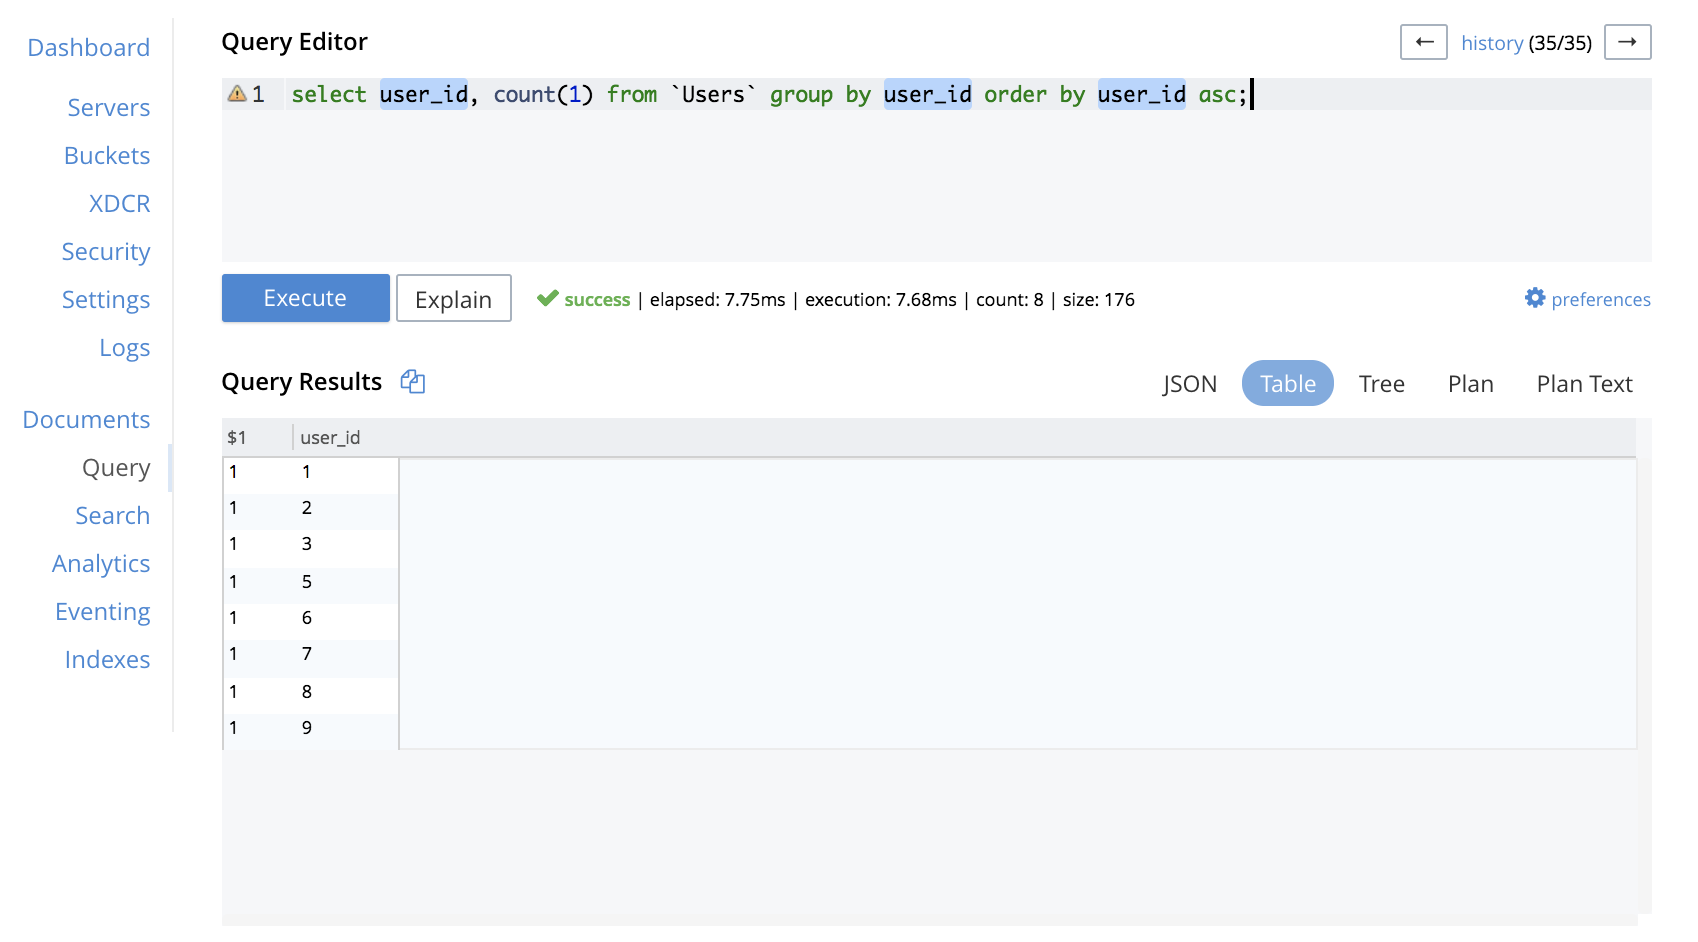 Dashboard
Servers
Buckets
XDCR
Security
Settings
Logs
Documents
Query
Search
Analytics
Eventing
Indexes
Query Editor
← history (35/35) →
1 select user_id, count(1) from `Users` group by user_id order by user_id asc;
Execute Explain success | elapsed: 7.75ms | execution: 7.68ms | count: 8 | size: 176 preferences
Query Results JSON Table Tree Plan Plan Text
$1 user_id
1 1
1 2
1 3
1 5
1 6
1 7
1 8
1 9